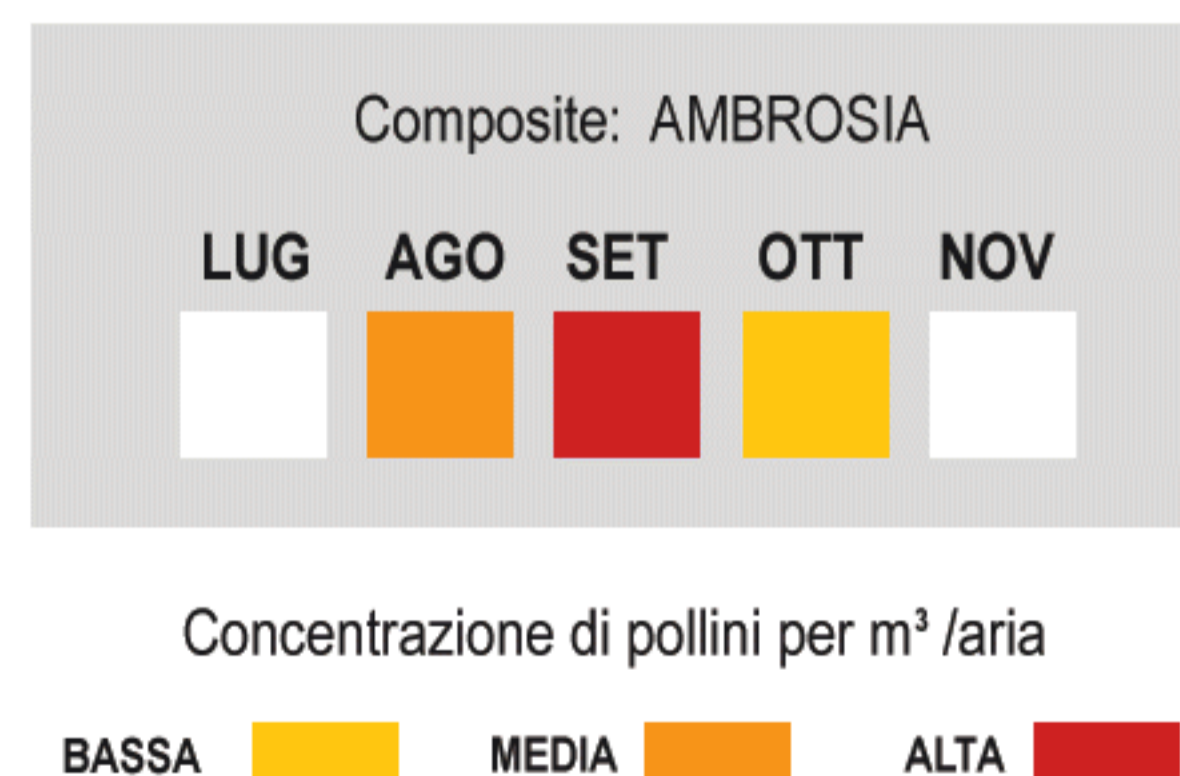 Composite: AMBROSIA
LUG AGO SET OTT NOV
Concentrazione di pollini per m³ /aria
BASSA MEDIA ALTA